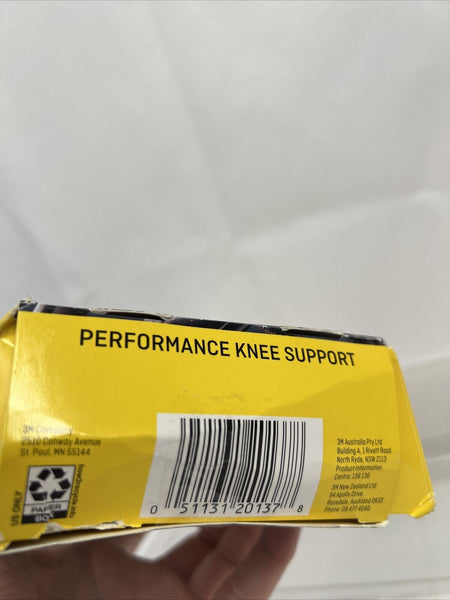 PERFORMANCE KNEE SUPPORT
3M Company
2510 Conway Avenue
St. Paul, MN 55144
US ONLY
PAPER
BOX
how2recycle.info
0 51131 20137 8
3M Australia Pty Ltd
Building A, 1 Rivett Road
North Ryde, NSW 2113
Product Information
Centre: 136 136
3M New Zealand Ltd
94 Apollo Drive
Rosedale, Auckland 0632
Phone: 09 477 4040